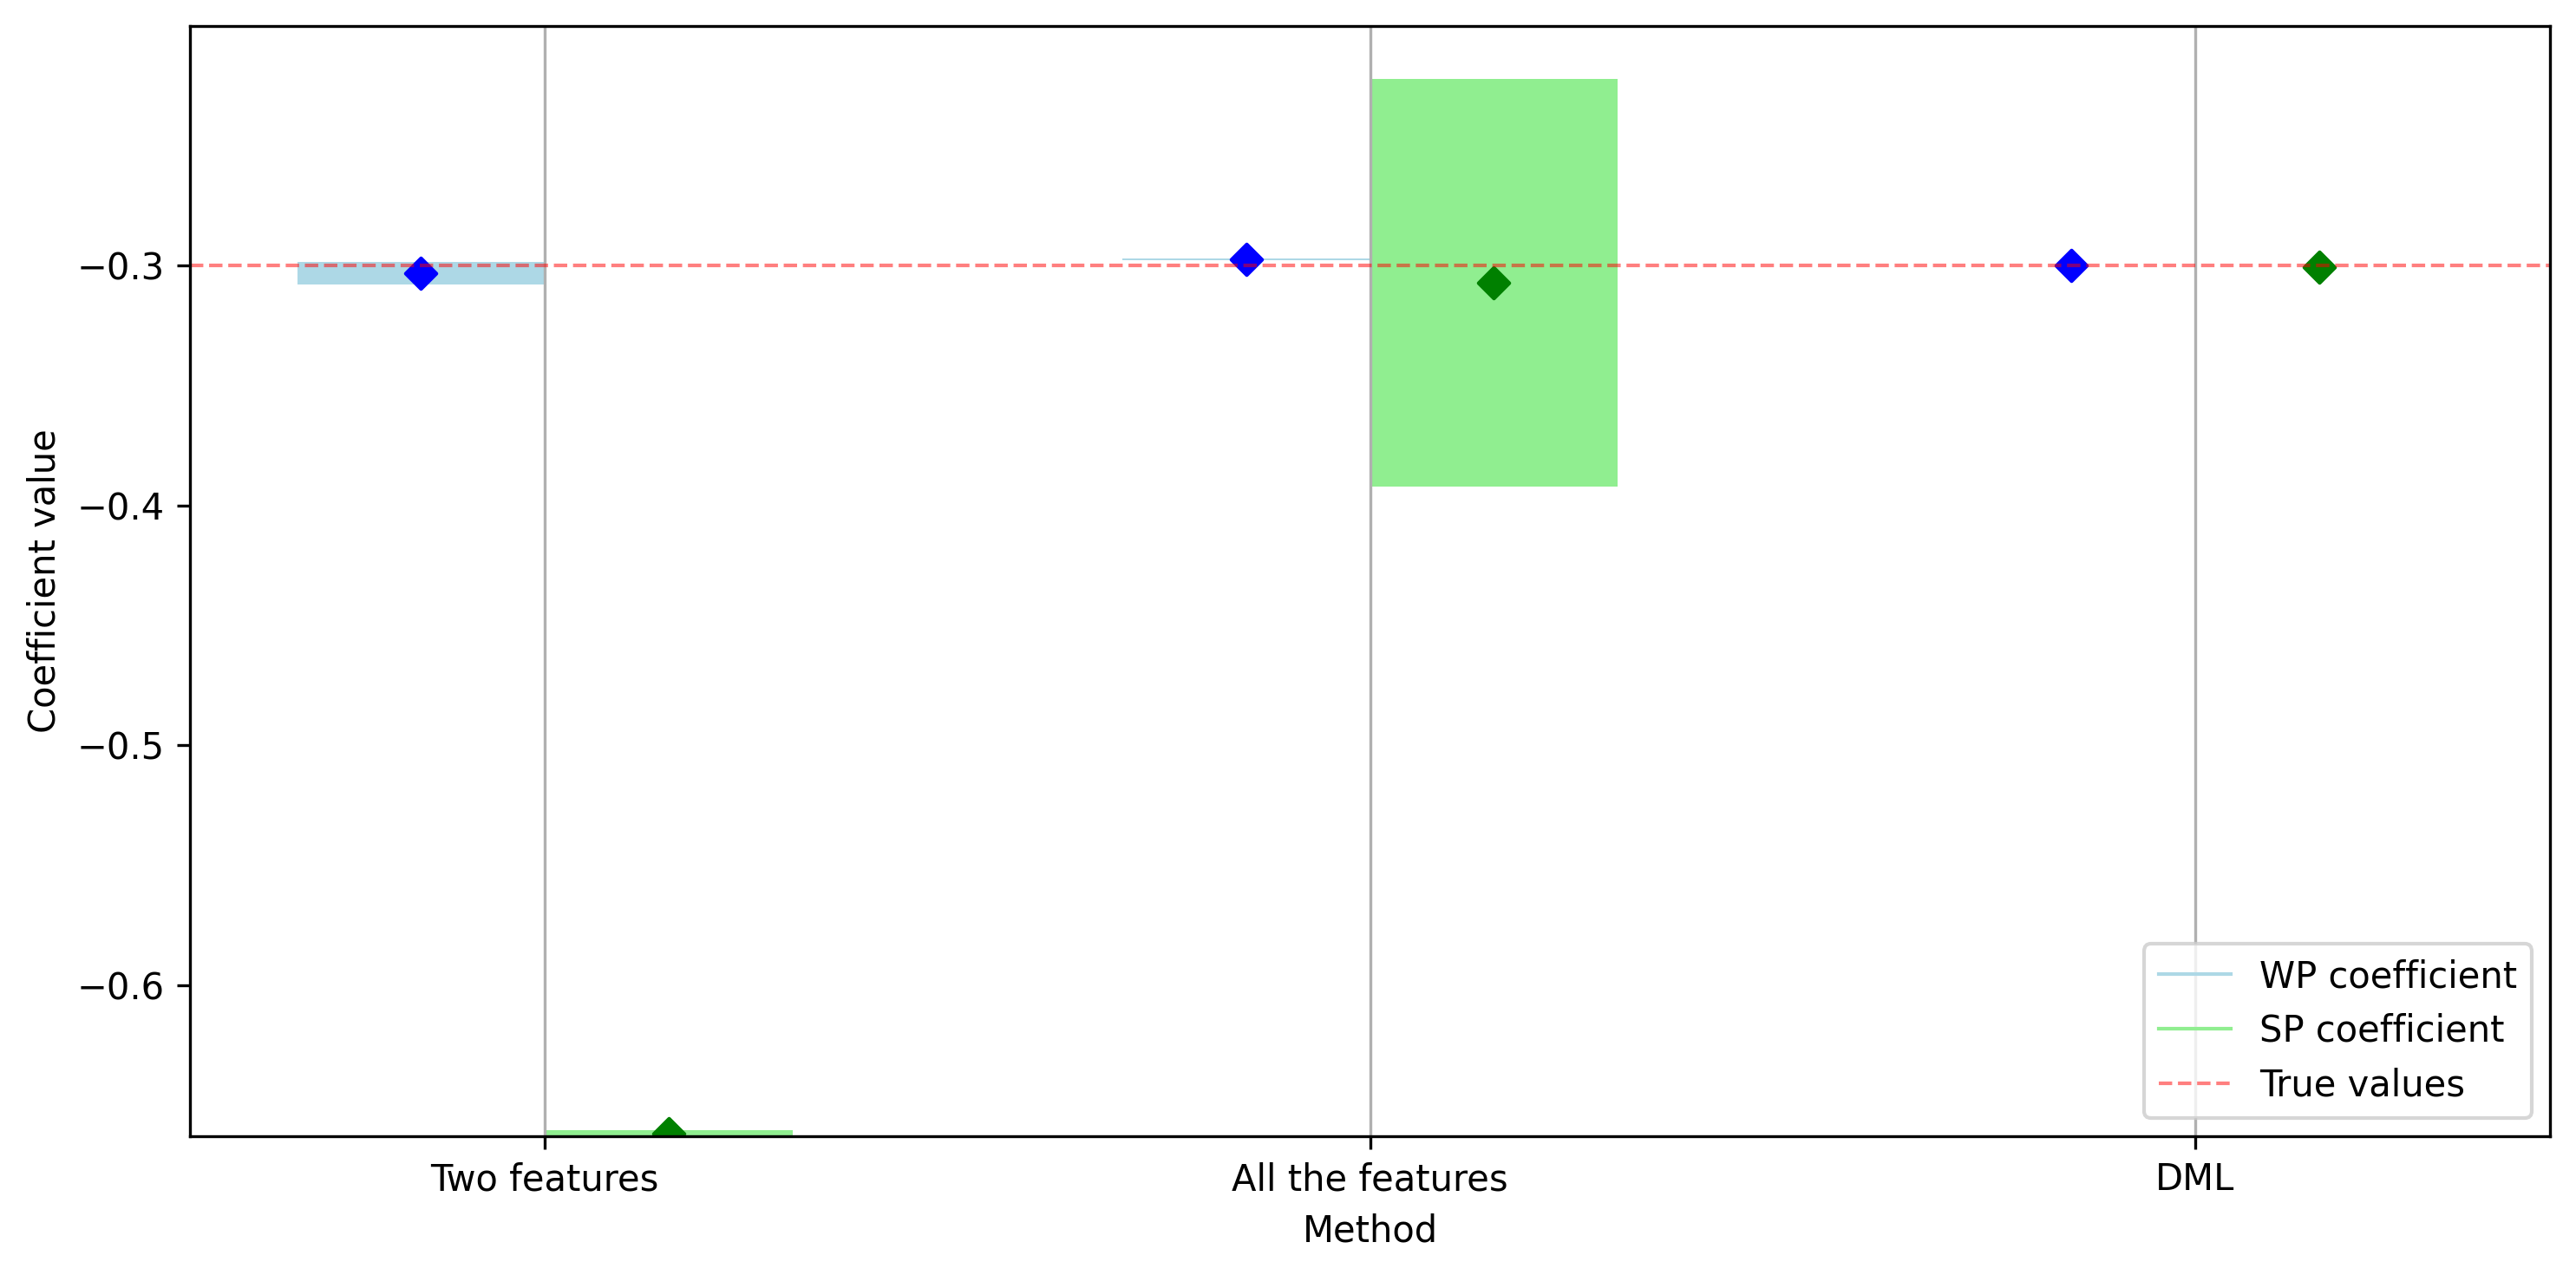 Coefficient value
−0.3
−0.4
−0.5
−0.6
Two features
All the features
DML
Method
WP coefficient
SP coefficient
True values